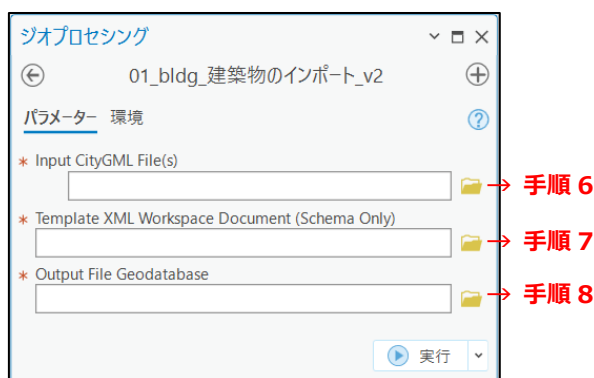 ジオプロセシング
01_bldg_建築物のインポート_v2
パラメーター 環境
* Input CityGML File(s)
→ 手順 6
* Template XML Workspace Document (Schema Only)
→ 手順 7
* Output File Geodatabase
→ 手順 8
実行